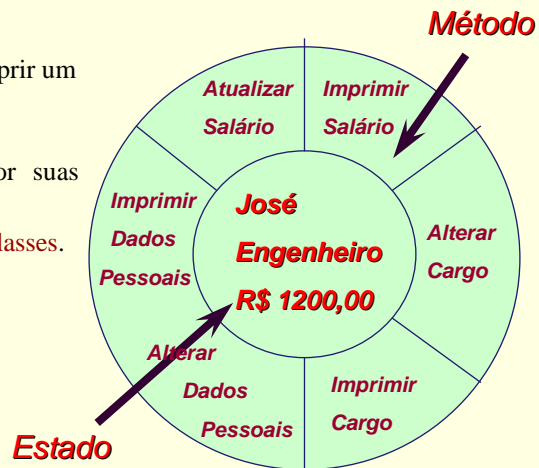 Método
prir um
or suas
lasses.
Atualizar
Salário
Imprimir
Salário
Imprimir
Dados
Pessoais
José
Engenheiro
R$ 1200,00
Alterar
Cargo
Alterar
Dados
Pessoais
Imprimir
Cargo
Estado